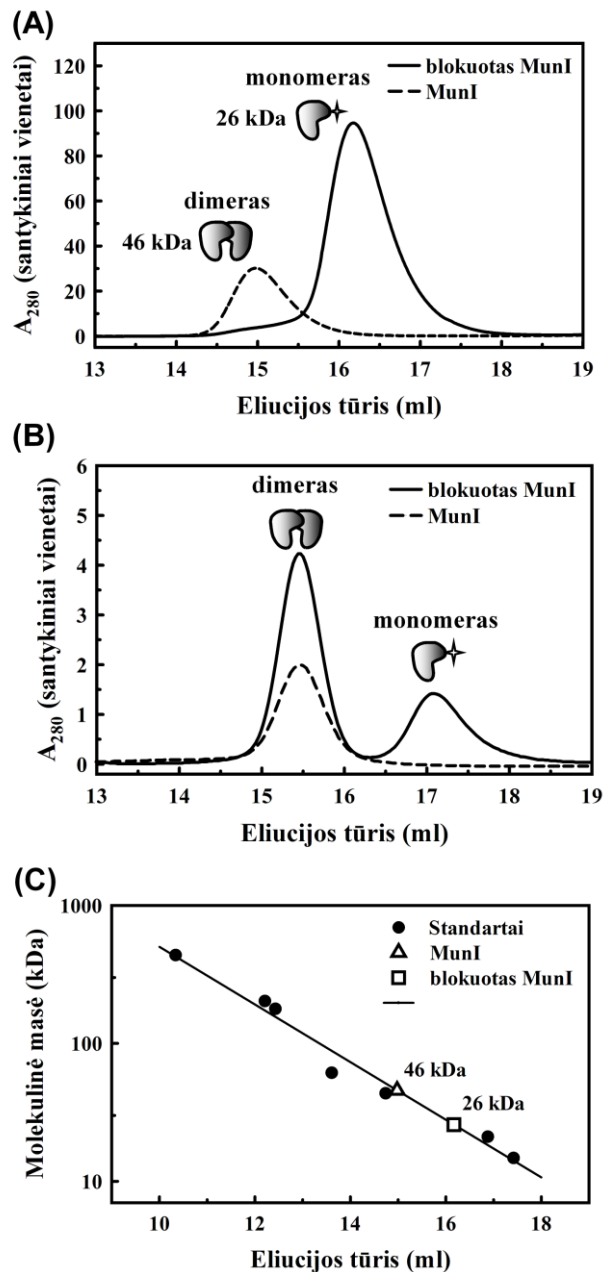 (A)
A280 (santykiniai vienetai)
120
100
80
60
40
20
0
monomeras
26 kDa
dimeras
46 kDa
blokuotas MunI
MunI
13 14 15 16 17 18 19
Eliucijos tūris (ml)
(B)
A280 (santykiniai vienetai)
6
5
4
3
2
1
0
dimeras
monomeras
blokuotas MunI
MunI
13 14 15 16 17 18 19
Eliucijos tūris (ml)
(C)
Molekulinė masė (kDa)
1000
100
10
Standartai
MunI
blokuotas MunI
46 kDa
26 kDa
10 12 14 16 18
Eliucijos tūris (ml)